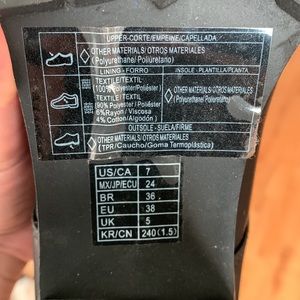 UPPER-CORTE/EMPEINE/CAPELLADA
OTHER MATERIALS/OTROS MATERIALES
(Polyurethane/Poliuretano)
LINING - FORRO
INSOLE - PLANTILLA/PLANTA
TEXTILE/TEXTIL
100% Polyester/Poliéster
TEXTILE/TEXTIL
(90% Polyester/Poliéster
6% Rayon/Viscosa
4% Cotton/Algodón)
OTHER MATERIALS/ OTROS MATERIALES
(Polyurethane/Poliuretano)
OUTSOLE - SUELA/FIRME
OTHER MATERIALS/ OTROS MATERIALES
(TPR/Caucho/Goma Termoplástica)
US/CA 7
MX/JP/ECU 24
BR 36
EU 38
UK 5
KR/CN 240(1.5)